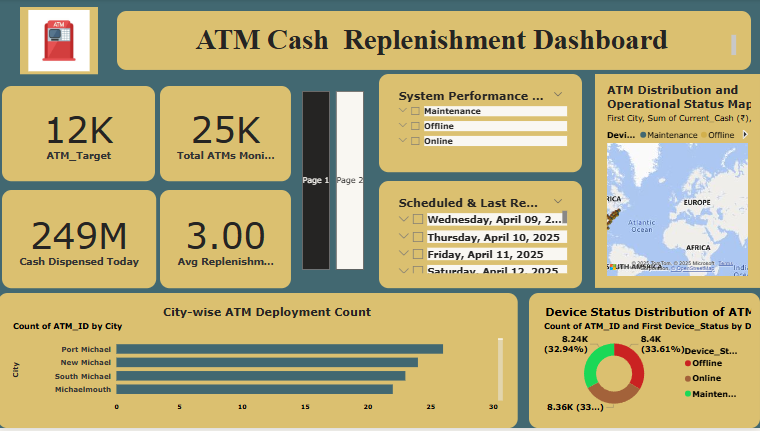 ATM
ATM Cash Replenishment Dashboard
12K
ATM_Target
25K
Total ATMs Moni...
249M
Cash Dispensed Today
3.00
Avg Replenishm...
Page 1
Page 2
System Performance ...
Maintenance
Offline
Online
Scheduled & Last Re...
Wednesday, April 09, 2...
Thursday, April 10, 2025
Friday, April 11, 2025
Saturday, April 12, 2025
ATM Distribution and
Operational Status Map
First City, Sum of Current_Cash (₹),
Devi... Maintenance Offline
RICA
EUROPE
Atlantic
Ocean
AFRICA
SOUTH AMERICA
Indi
© 2025 TomTom, © 2025 Microsoft
City-wise ATM Deployment Count
Count of ATM_ID by City
City
Port Michael
New Michael
South Michael
Michaelmouth
0 5 10 15 20 25 30
Device Status Distribution of ATM
Count of ATM_ID and First Device_Status by D
8.24K
(32.94%)
8.4K
(33.61%)
8.36K (33...)
Device_St...
Offline
Online
Mainten...